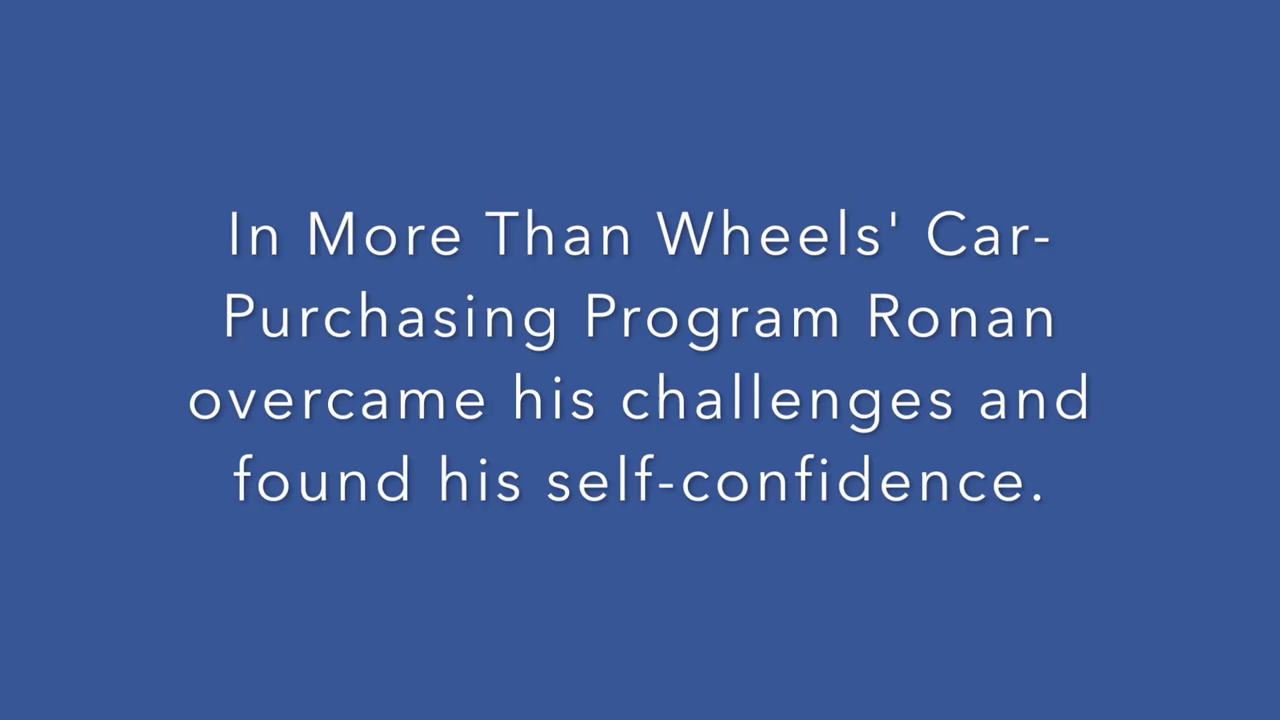 In More Than Wheels' Car-
Purchasing Program Ronan
overcame his challenges and
found his self-confidence.